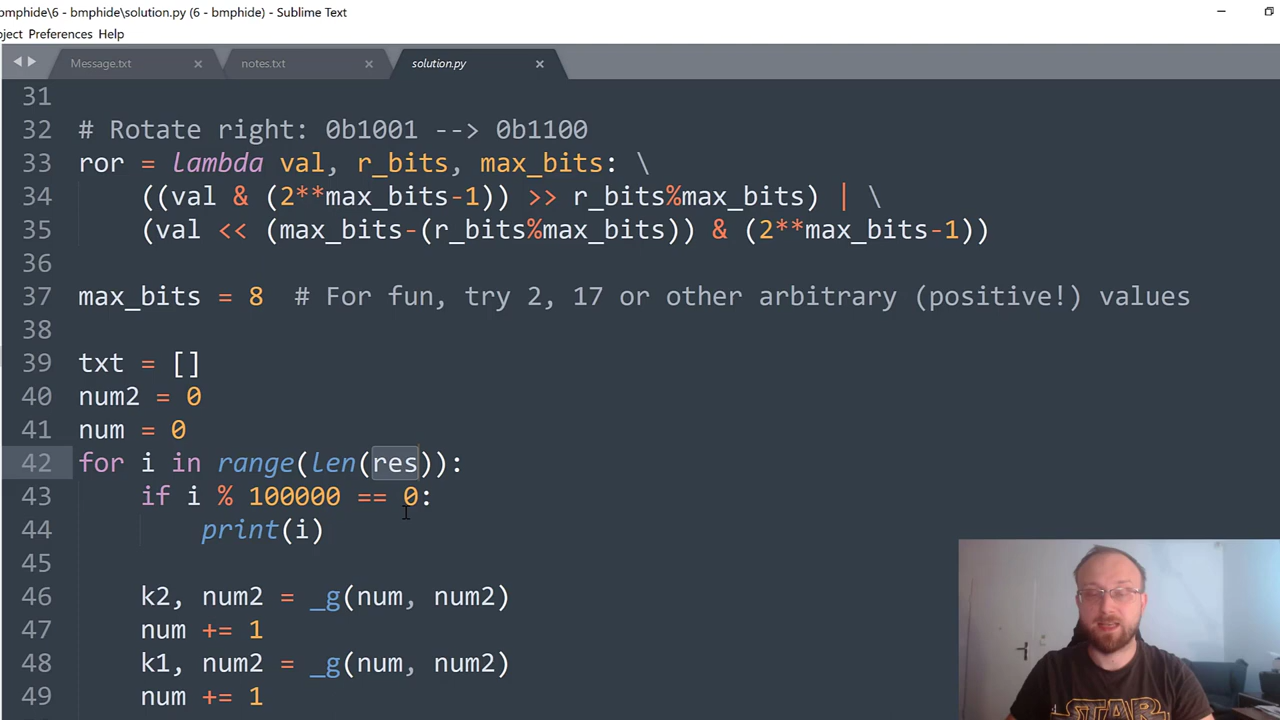 bmphide\6 - bmphide\solution.py (6 - bmphide) - Sublime Text
oject Preferences Help
Message.txt notes.txt solution.py
31
32 # Rotate right: 0b1001 --> 0b1100
33 ror = lambda val, r_bits, max_bits: \
34 ((val & (2**max_bits-1)) >> r_bits%max_bits) | \
35 (val << (max_bits-(r_bits%max_bits)) & (2**max_bits-1))
36
37 max_bits = 8 # For fun, try 2, 17 or other arbitrary (positive!) values
38
39 txt = []
40 num2 = 0
41 num = 0
42 for i in range(len(res)):
43 if i % 100000 == 0:
44 print(i)
45
46 k2, num2 = _g(num, num2)
47 num += 1
48 k1, num2 = _g(num, num2)
49 num += 1
STAR